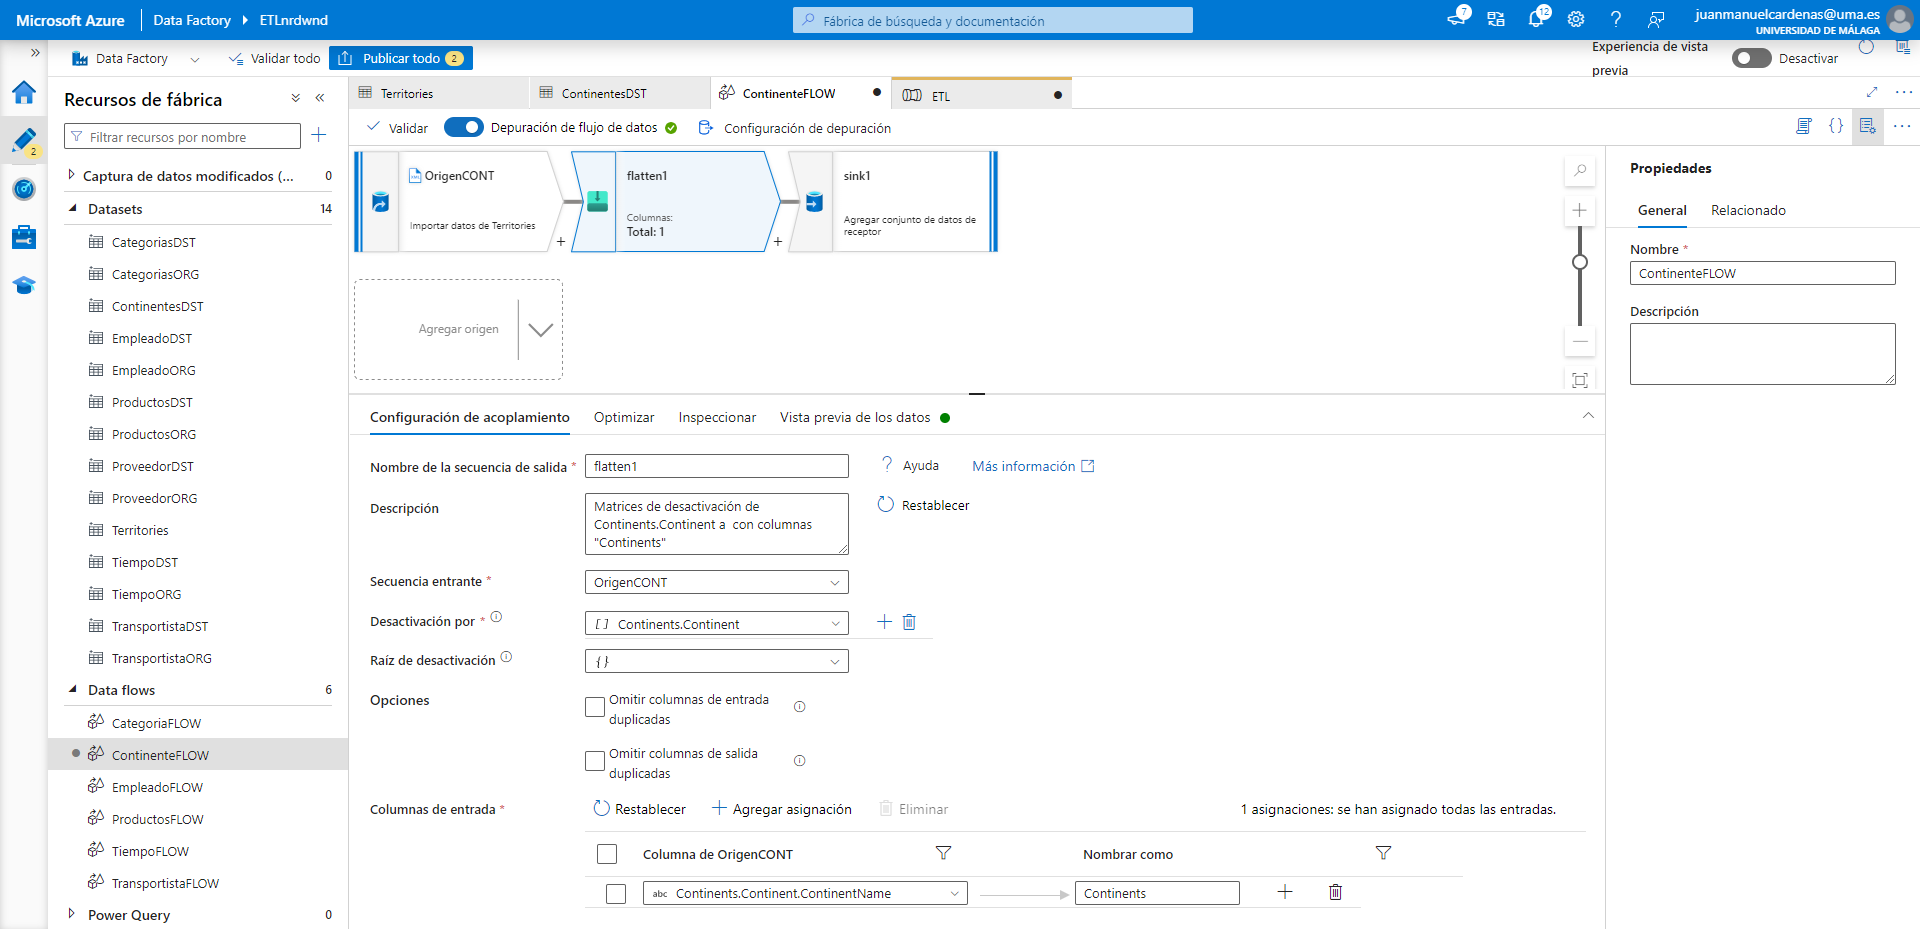 Microsoft Azure
Data Factory
ETLnrdwnd
Fábrica de búsqueda y documentación
7
12
juanmanuelcardenas@uma.es
UNIVERSIDAD DE MÁLAGA
Data Factory
Validar todo
Publicar todo
2
Experiencia de vista
previa
Desactivar
2
Recursos de fábrica
Filtrar recursos por nombre
Captura de datos modificados (...
0
Datasets
14
CategoriasDST
CategoriasORG
ContinentesDST
EmpleadoDST
EmpleadoORG
ProductosDST
ProductosORG
ProveedorDST
ProveedorORG
Territories
TiempoDST
TiempoORG
TransportistaDST
TransportistaORG
Data flows
6
CategoriaFLOW
ContinenteFLOW
EmpleadoFLOW
ProductosFLOW
TiempoFLOW
TransportistaFLOW
Power Query
0
Territories
ContinentesDST
ContinenteFLOW
ETL
Validar
Depuración de flujo de datos
Configuración de depuración
OrigenCONT
Importar datos de Territories
flatten1
Columnas:
Total: 1
sink1
Agregar conjunto de datos de
receptor
Agregar origen
Configuración de acoplamiento
Optimizar
Inspeccionar
Vista previa de los datos
Nombre de la secuencia de salida *
flatten1
Ayuda
Más información
Descripción
Matrices de desactivación de
Continents.Continent a con columnas
"Continents"
Restablecer
Secuencia entrante *
OrigenCONT
Desactivación por *
[ ] Continents.Continent
Raíz de desactivación
{ }
Opciones
Omitir columnas de entrada
duplicadas
Omitir columnas de salida
duplicadas
Columnas de entrada *
Restablecer
Agregar asignación
Eliminar
1 asignaciones: se han asignado todas las entradas.
Columna de OrigenCONT
Nombrar como
abc Continents.Continent.ContinentName
Continents
Propiedades
General
Relacionado
Nombre *
ContinenteFLOW
Descripción